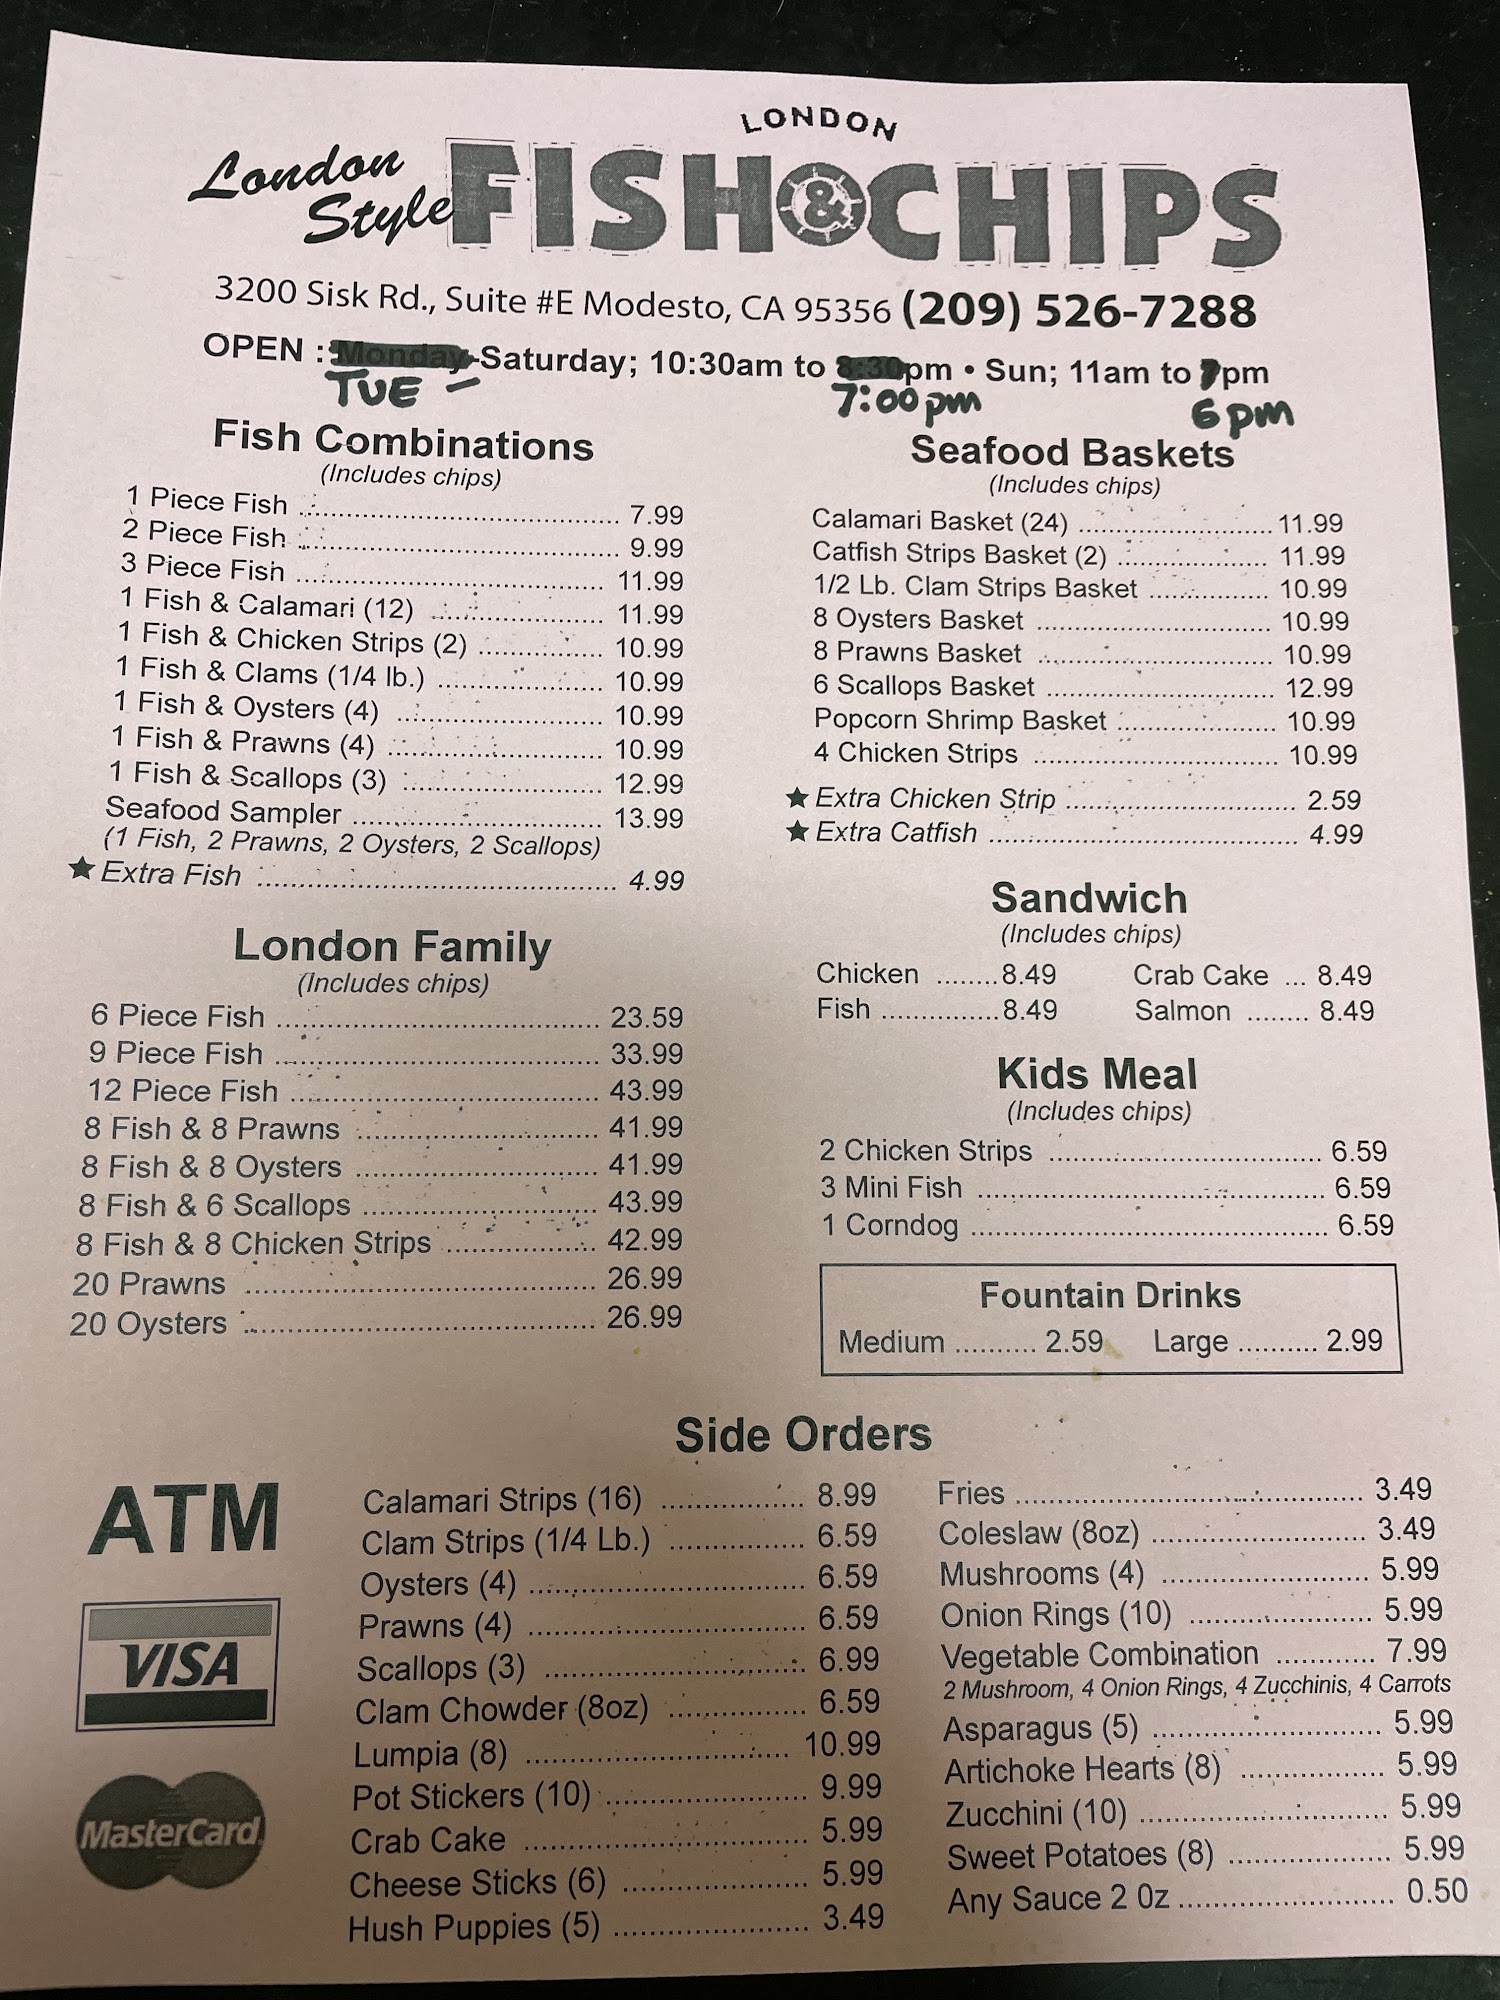 LONDON
London Style FISH & CHIPS
3200 Sisk Rd., Suite #E Modesto, CA 95356 (209) 526-7288
OPEN : Monday-Saturday; 10:30am to 8:30pm • Sun; 11am to 7pm
TUE - 7:00pm 6pm
Fish Combinations
(Includes chips)
1 Piece Fish 7.99
2 Piece Fish 9.99
3 Piece Fish 11.99
1 Fish & Calamari (12) 11.99
1 Fish & Chicken Strips (2) 10.99
1 Fish & Clams (1/4 lb.) 10.99
1 Fish & Oysters (4) 10.99
1 Fish & Prawns (4) 10.99
1 Fish & Scallops (3) 12.99
Seafood Sampler 13.99
(1 Fish, 2 Prawns, 2 Oysters, 2 Scallops)
★ Extra Fish 4.99
London Family
(Includes chips)
6 Piece Fish 23.59
9 Piece Fish 33.99
12 Piece Fish 43.99
8 Fish & 8 Prawns 41.99
8 Fish & 8 Oysters 41.99
8 Fish & 6 Scallops 43.99
8 Fish & 8 Chicken Strips 42.99
20 Prawns 26.99
20 Oysters 26.99
Seafood Baskets
(Includes chips)
Calamari Basket (24) 11.99
Catfish Strips Basket (2) 11.99
1/2 Lb. Clam Strips Basket 10.99
8 Oysters Basket 10.99
8 Prawns Basket 10.99
6 Scallops Basket 12.99
Popcorn Shrimp Basket 10.99
4 Chicken Strips 10.99
★ Extra Chicken Strip 2.59
★ Extra Catfish 4.99
Sandwich
(Includes chips)
Chicken 8.49 Crab Cake 8.49
Fish 8.49 Salmon 8.49
Kids Meal
(Includes chips)
2 Chicken Strips 6.59
3 Mini Fish 6.59
1 Corndog 6.59
Fountain Drinks
Medium 2.59 Large 2.99
Side Orders
ATM
VISA
MasterCard
Calamari Strips (16) 8.99
Clam Strips (1/4 Lb.) 6.59
Oysters (4) 6.59
Prawns (4) 6.59
Scallops (3) 6.99
Clam Chowder (8oz) 6.59
Lumpia (8) 10.99
Pot Stickers (10) 9.99
Crab Cake 5.99
Cheese Sticks (6) 5.99
Hush Puppies (5) 3.49
Fries 3.49
Coleslaw (8oz) 3.49
Mushrooms (4) 5.99
Onion Rings (10) 5.99
Vegetable Combination 7.99
2 Mushroom, 4 Onion Rings, 4 Zucchinis, 4 Carrots
Asparagus (5) 5.99
Artichoke Hearts (8) 5.99
Zucchini (10) 5.99
Sweet Potatoes (8) 5.99
Any Sauce 2 Oz 0.50